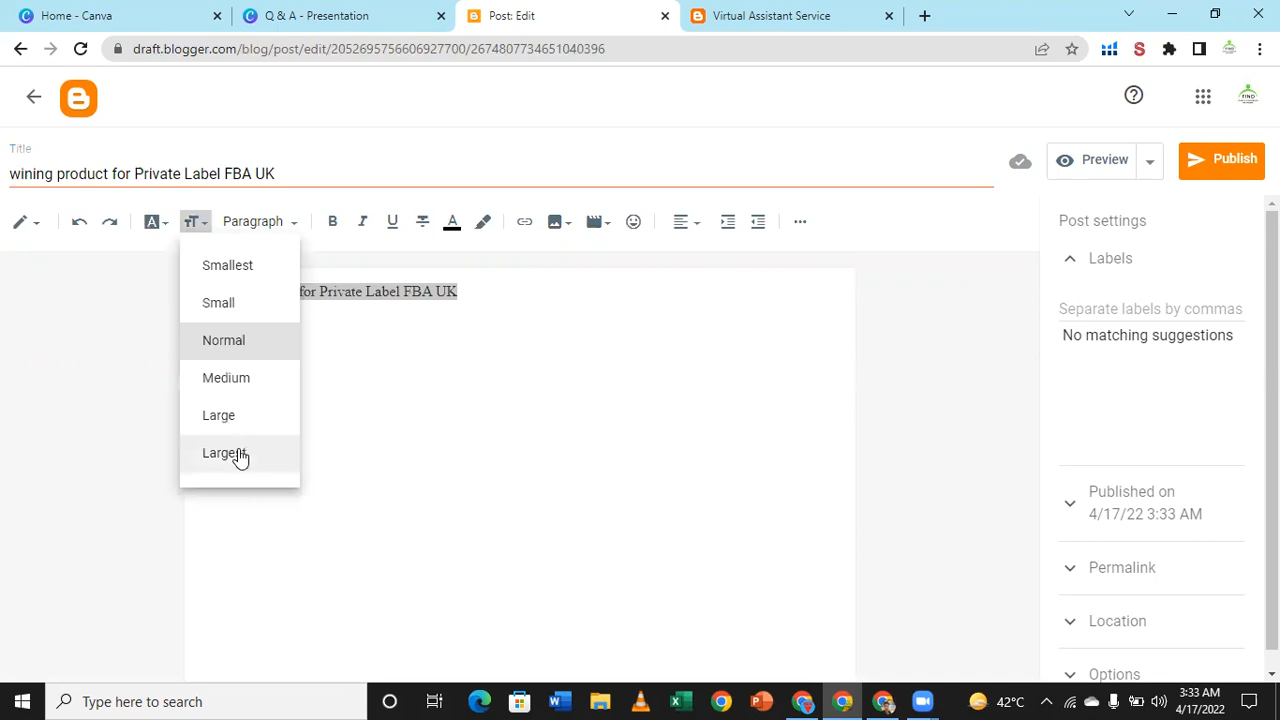 Home - Canva
Q & A - Presentation
Post: Edit
Virtual Assistant Service
draft.blogger.com/blog/post/edit/2052695756606927700/2674807734651040396
Title
wining product for Private Label FBA UK
Preview
Publish
Paragraph
B
I
U
A
Post settings
Smallest
Small
Normal
Medium
Large
Largest
for Private Label FBA UK
Labels
Separate labels by commas
No matching suggestions
Published on
4/17/22 3:33 AM
Permalink
Location
Options
Type here to search
42°C
3:33 AM
4/17/2022